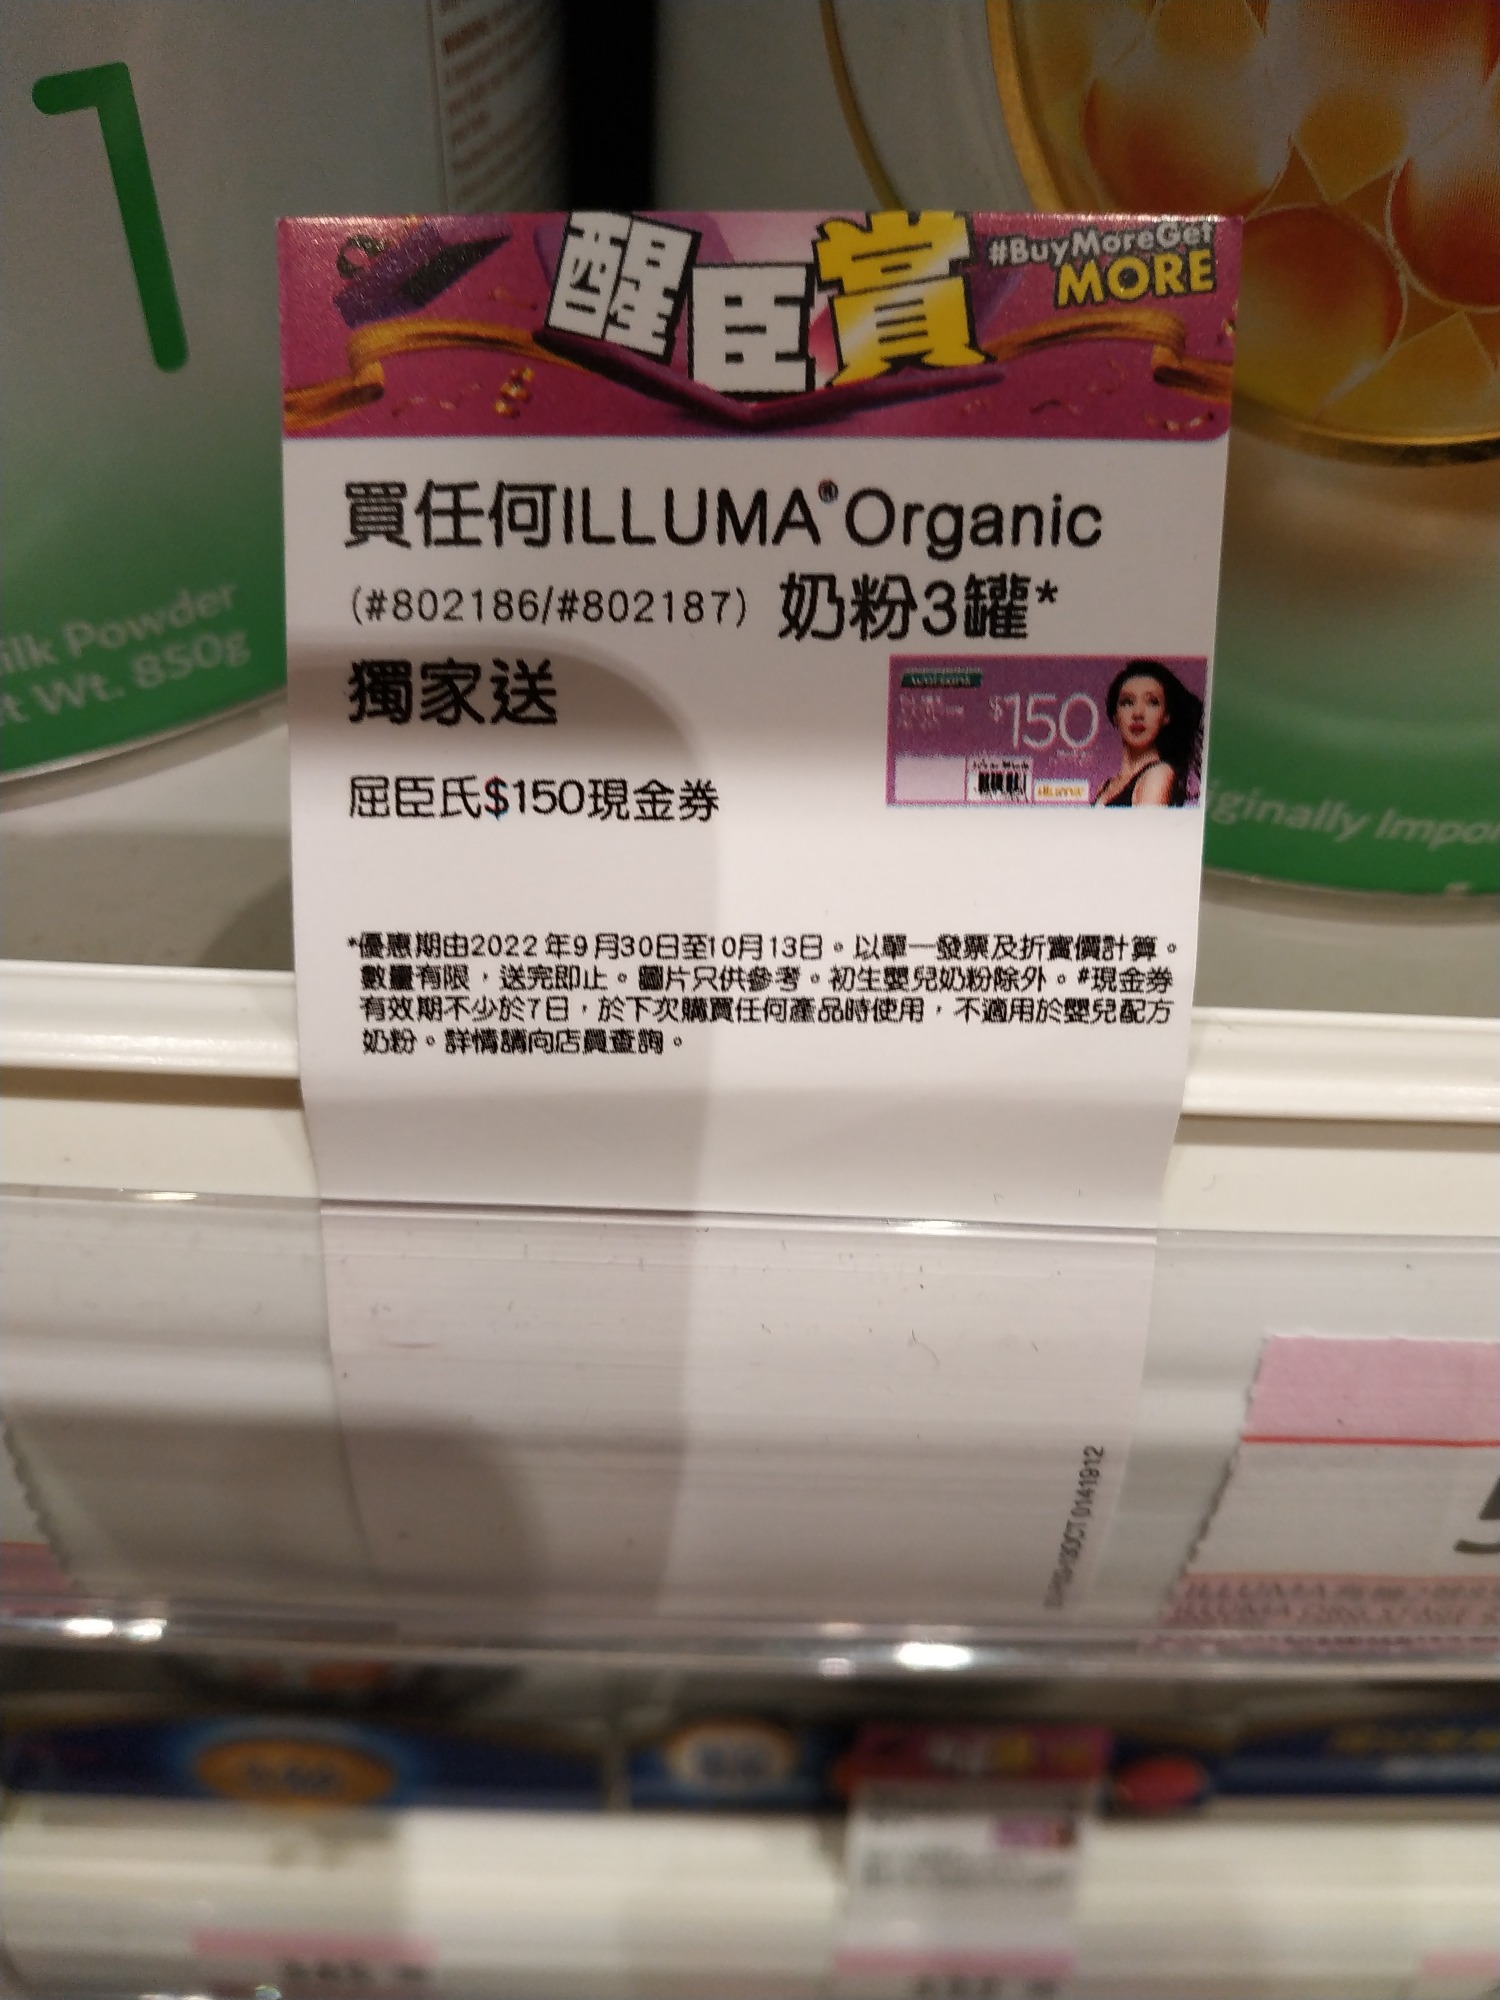 1
Milk Powder
Net Wt. 850g
醒臣賞
#BuyMoreGet
MORE
買任何ILLUMA®Organic
(#802186/#802187) 奶粉3罐*
獨家送
$150
屈臣氏$150現金券
iginally Impor
*優惠期由2022年9月30日至10月13日。以單一發票及折實價計算。
數量有限，送完即止。圖片只供參考。初生嬰兒奶粉除外。#現金券
有效期不少於7日，於下次購買任何產品時使用，不適用於嬰兒配方
奶粉。詳情請向店員查詢。